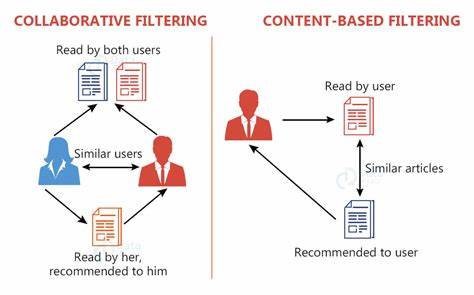 COLLABORATIVE FILTERING
Read by both users
Similar users
Read by her,
recommended to him
CONTENT-BASED FILTERING
Read by user
Similar articles
Recommended to user